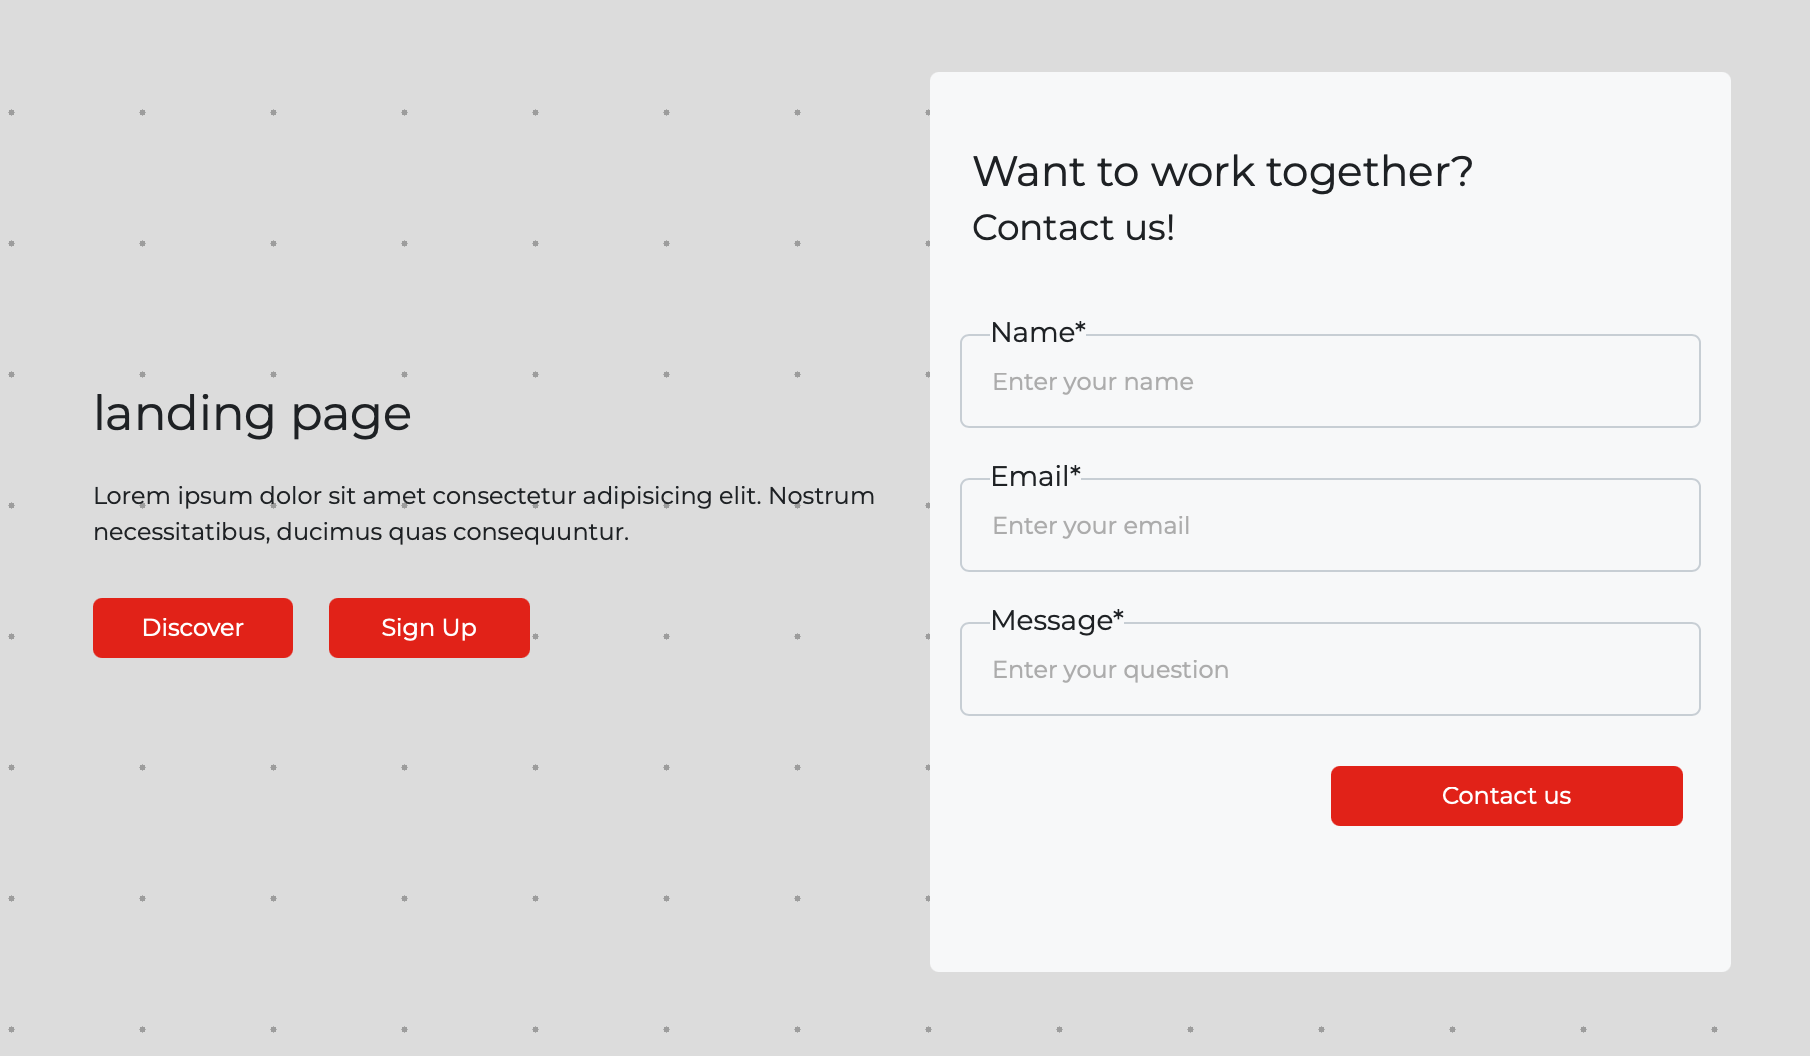 landing page
Lorem ipsum dolor sit amet consectetur adipisicing elit. Nostrum
necessitatibus, ducimus quas consequuntur.
Discover
Sign Up
Want to work together?
Contact us!
Name*
Enter your name
Email*
Enter your email
Message*
Enter your question
Contact us